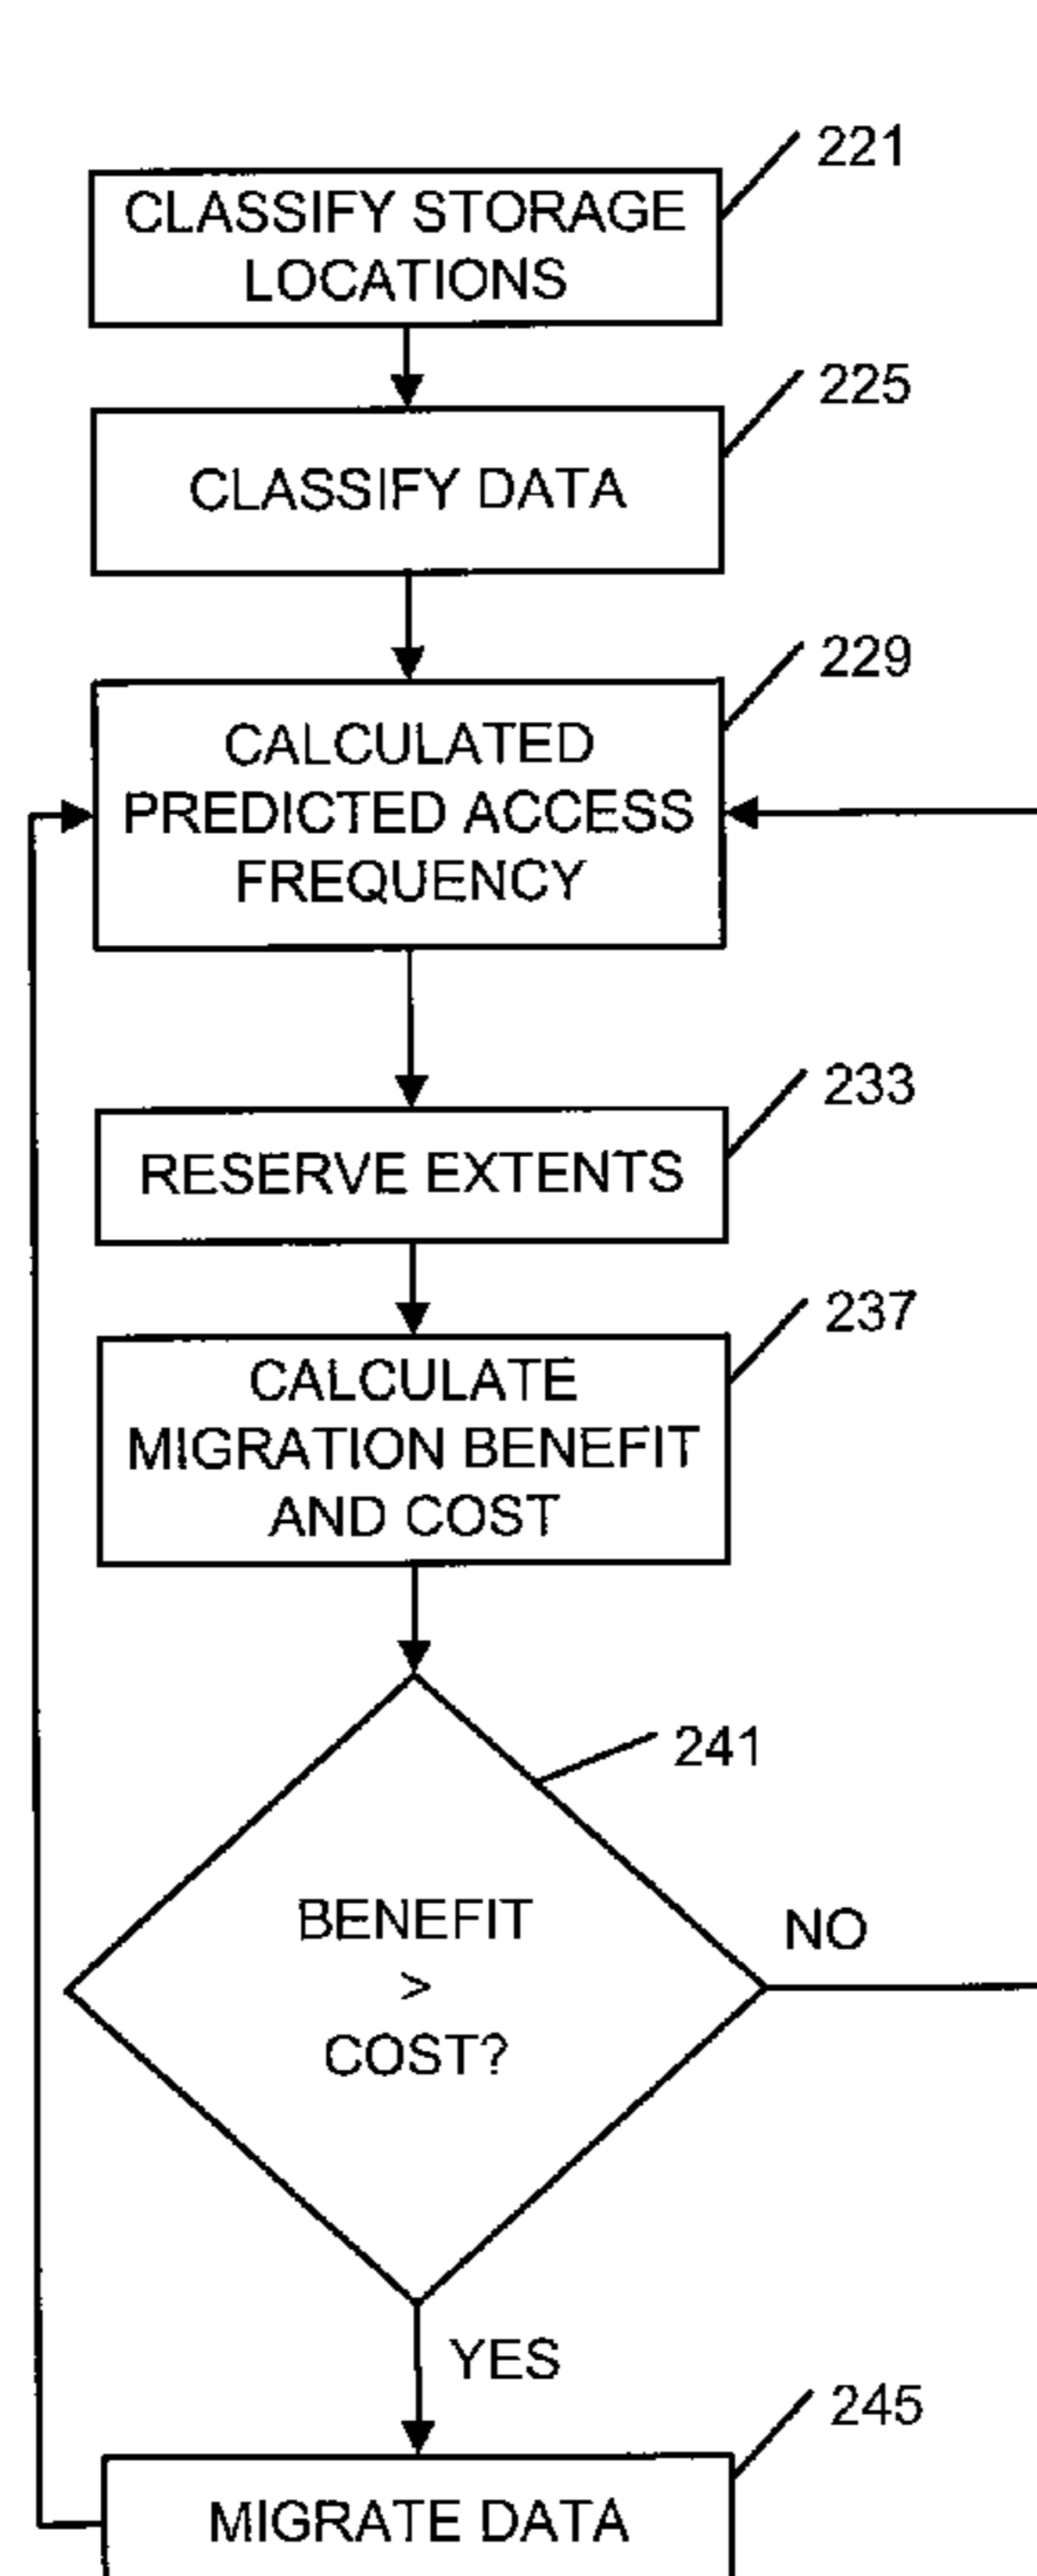 221
CLASSIFY STORAGE
LOCATIONS
225
CLASSIFY DATA
229
CALCULATED
PREDICTED ACCESS
FREQUENCY
233
RESERVE EXTENTS
237
CALCULATE
MIGRATION BENEFIT
AND COST
241
BENEFIT
>
COST?
NO
YES
245
MIGRATE DATA